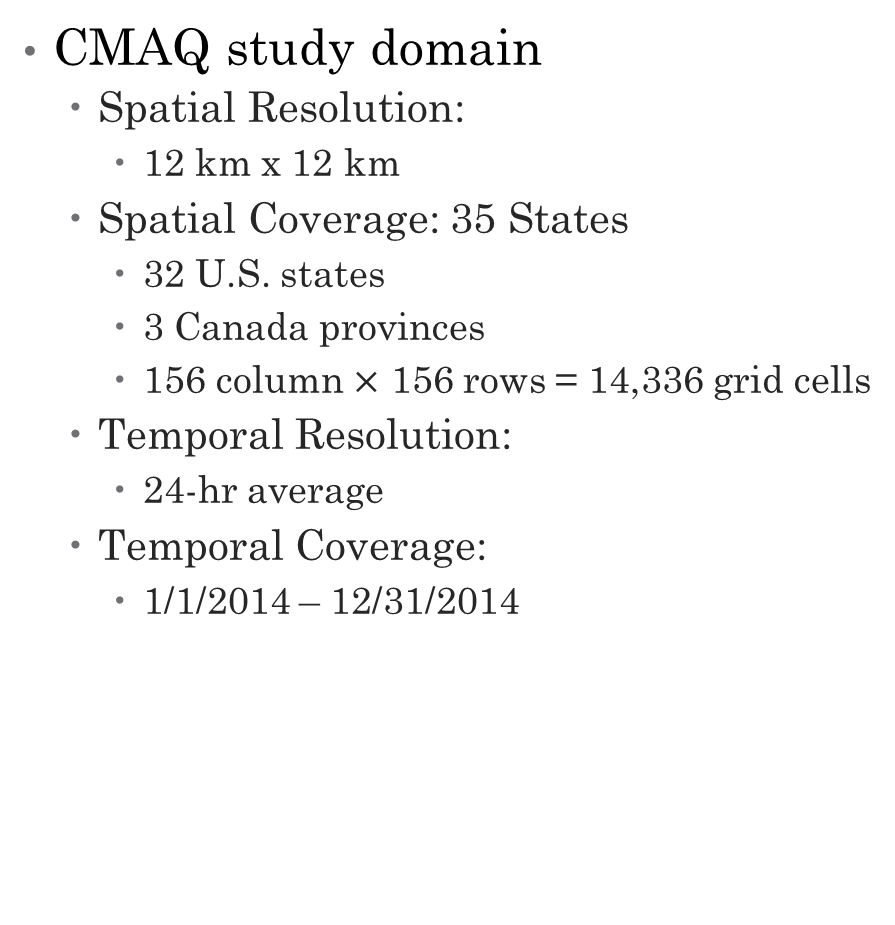 • CMAQ study domain
• Spatial Resolution:
• 12 km x 12 km
• Spatial Coverage: 35 States
• 32 U.S. states
• 3 Canada provinces
• 156 column × 156 rows = 14,336 grid cells
• Temporal Resolution:
• 24-hr average
• Temporal Coverage:
• 1/1/2014 – 12/31/2014